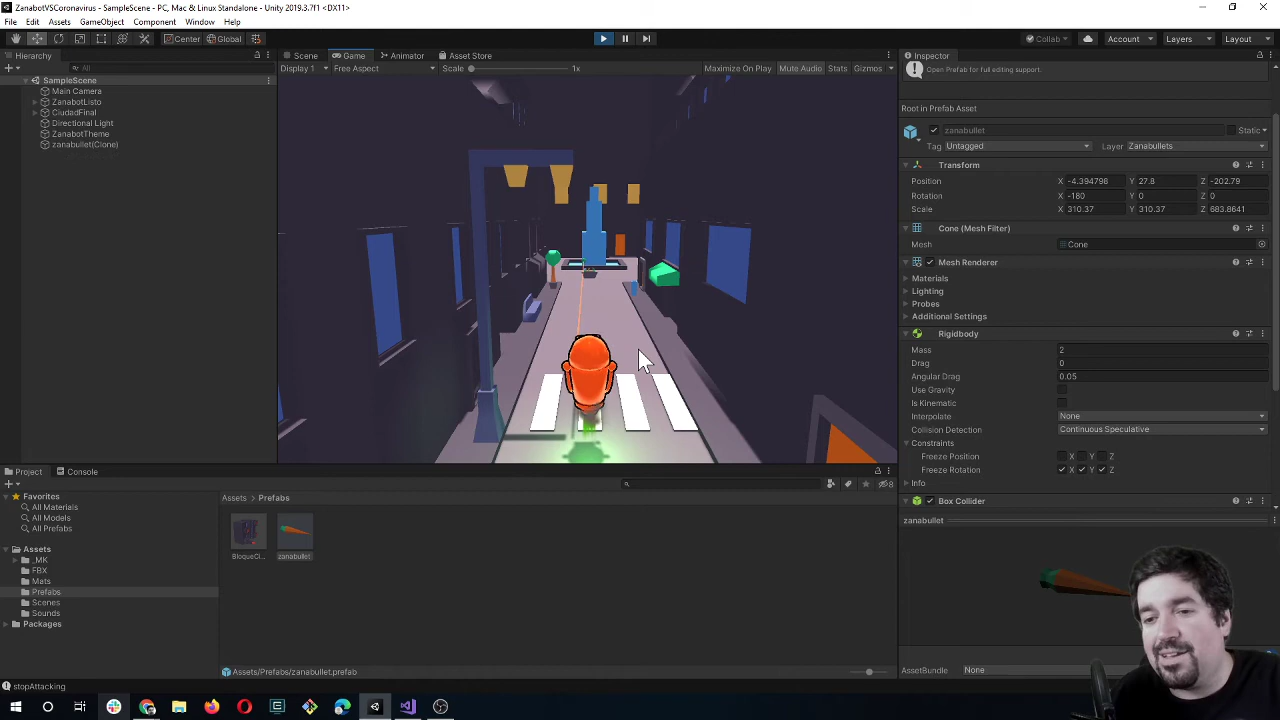 ZanabotVSCoronavirus - SampleScene - PC, Mac & Linux Standalone - Unity 2019.3.7f1 <DX11>
File Edit Assets GameObject Component Window Help
Center Global Collab Account Layers Layout
Hierarchy Scene Game Animator Asset Store Inspector
All Display 1 Free Aspect Scale 1x Maximize On Play Mute Audio Stats Gizmos Open Prefab for full editing support.
SampleScene
Main Camera
ZanabotListo
CiudadFinal
Directional Light
ZanabotTheme
zanabullet(Clone)
Root in Prefab Asset
zanabullet Static
Tag Untagged Layer Zanabullets
Transform
Position X -4.394798 Y 27.8 Z -202.79
Rotation X -180 Y 0 Z 0
Scale X 310.37 Y 310.37 Z 683.8641
Cone (Mesh Filter)
Mesh Cone
Mesh Renderer
Materials
Lighting
Probes
Additional Settings
Rigidbody
Mass 2
Drag 0
Angular Drag 0.05
Use Gravity
Is Kinematic
Interpolate None
Collision Detection Continuous Speculative
Constraints
Freeze Position X Y Z
Freeze Rotation X Y Z
Info
Box Collider
zanabullet
AssetBundle None
Project Console
8
Favorites
All Materials
All Models
All Prefabs
Assets
_MK
FBX
Mats
Prefabs
Scenes
Sounds
Packages
Assets > Prefabs
BloqueCi... zanabullet
Assets/Prefabs/zanabullet.prefab
stopAttacking